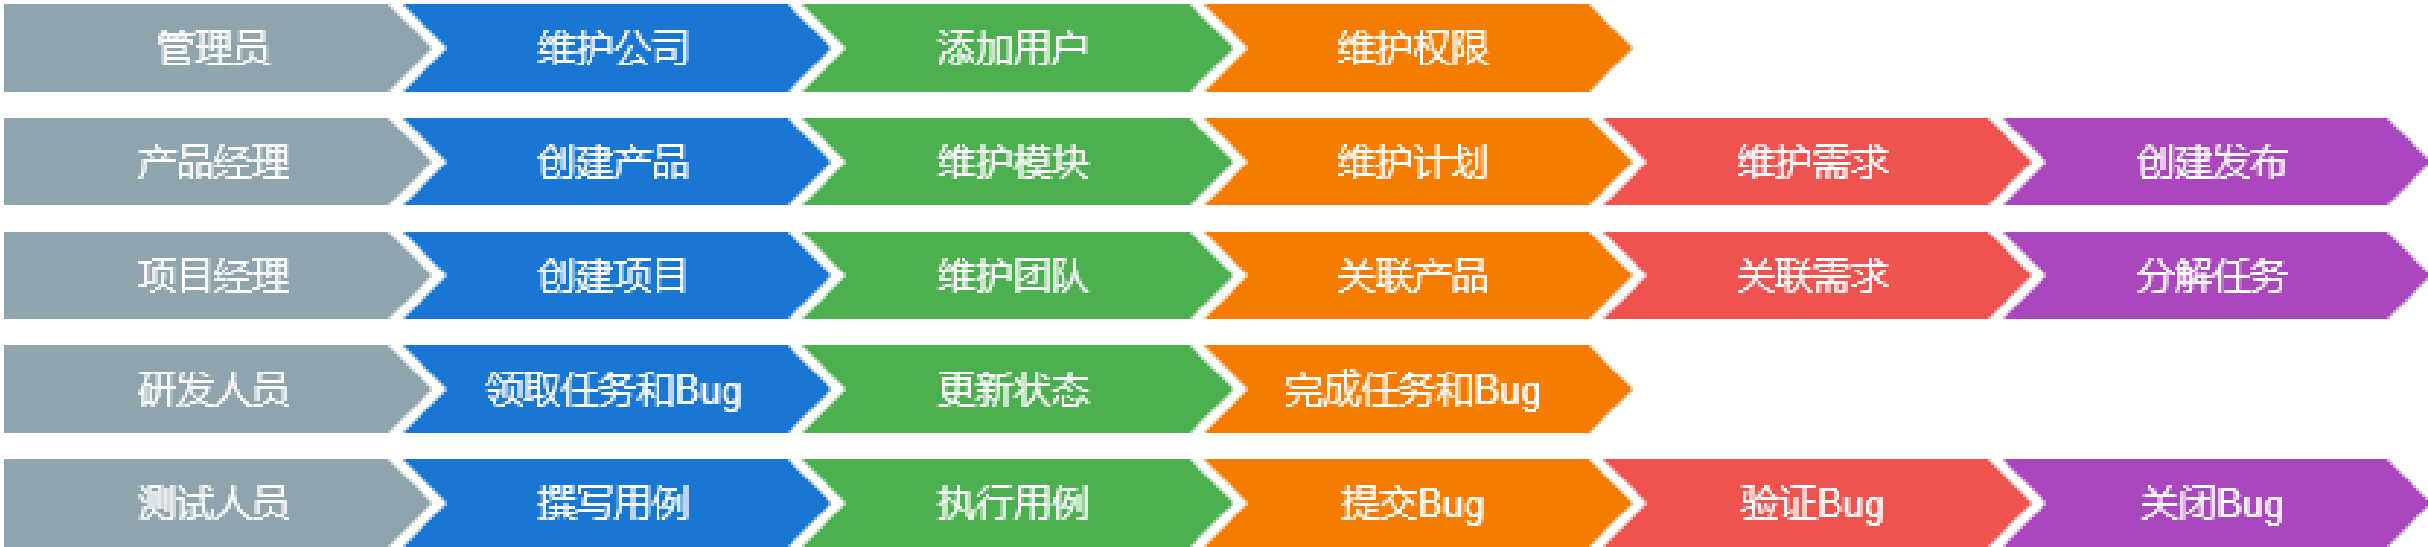 管理员 维护公司 添加用户 维护权限
产品经理 创建产品 维护模块 维护计划 维护需求 创建发布
项目经理 创建项目 维护团队 关联产品 关联需求 分解任务
研发人员 领取任务和Bug 更新状态 完成任务和Bug
测试人员 撰写用例 执行用例 提交Bug 验证Bug 关闭Bug